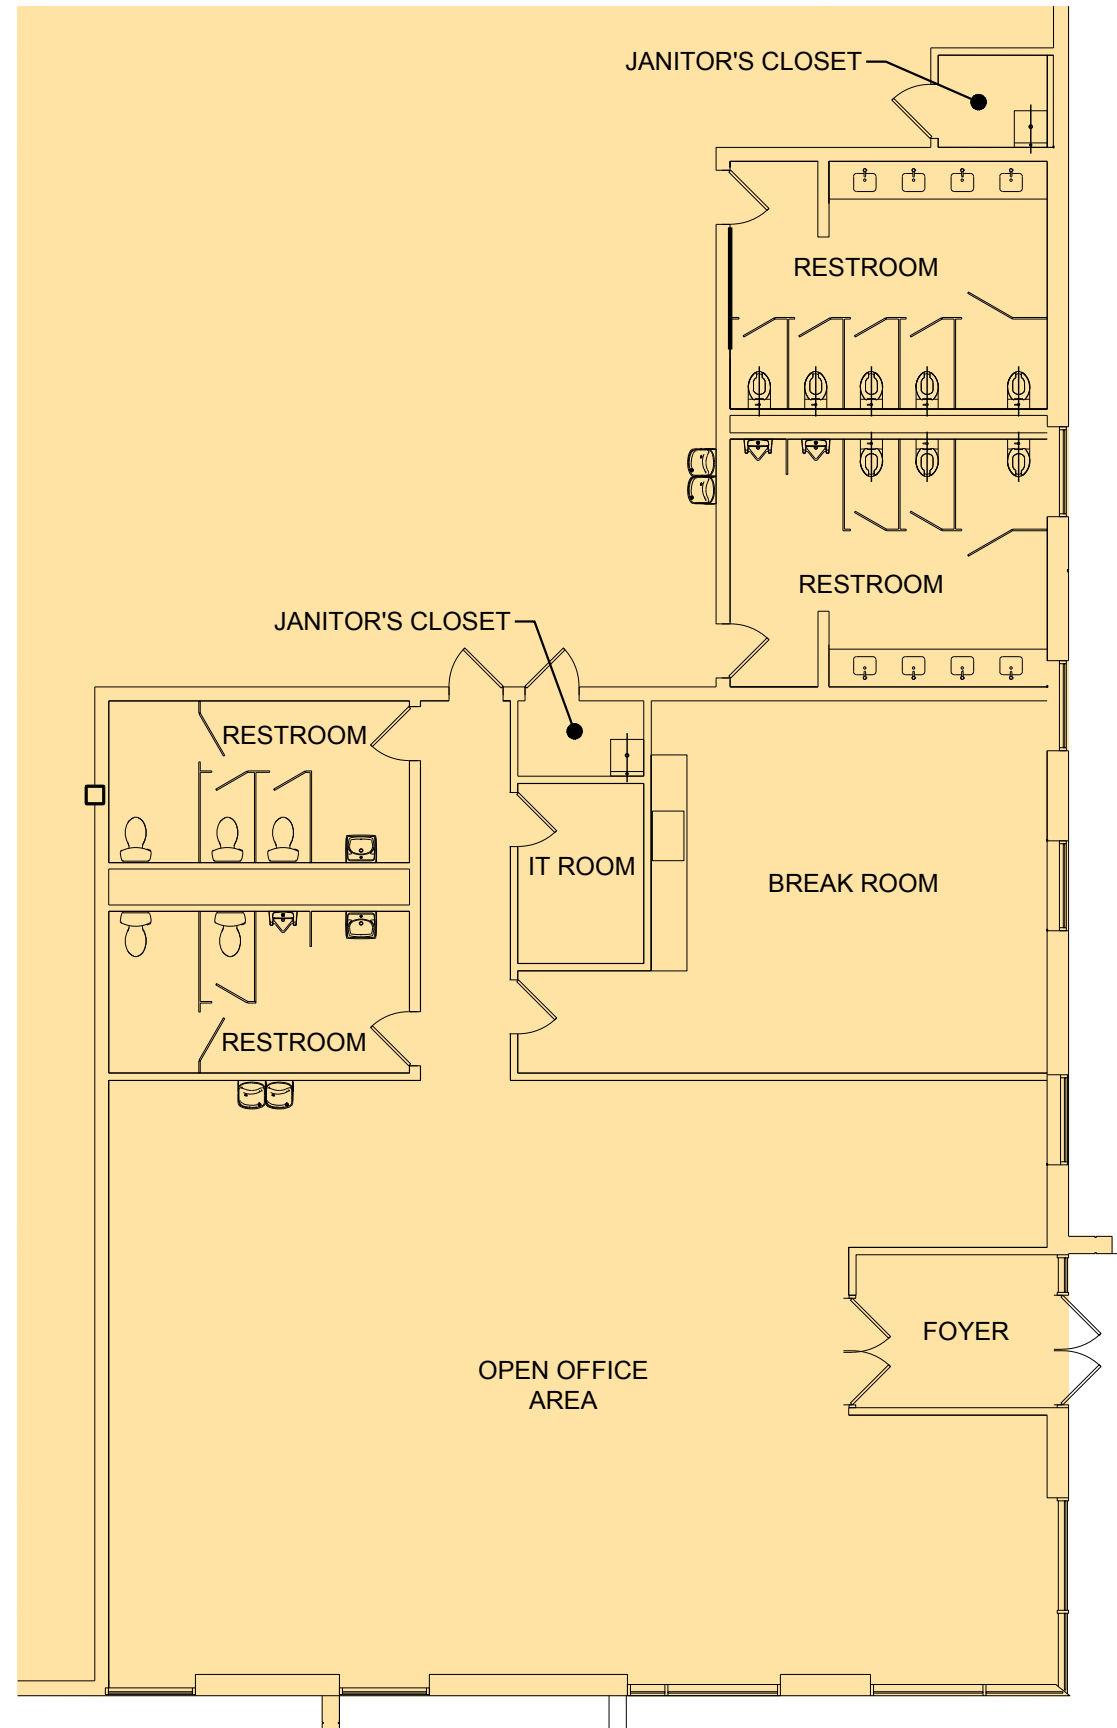 JANITOR'S CLOSET
RESTROOM
RESTROOM
JANITOR'S CLOSET
RESTROOM
IT ROOM
BREAK ROOM
RESTROOM
FOYER
OPEN OFFICE
AREA